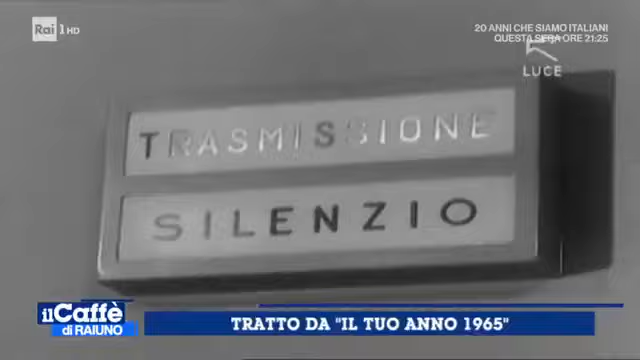 Rai 1 HD
20 ANNI CHE SIAMO ITALIANI
QUESTA SERA ORE 21:25
LUCE
TRASMISSIONE
SILENZIO
il Caffè
di RAIUNO
TRATTO DA "IL TUO ANNO 1965"